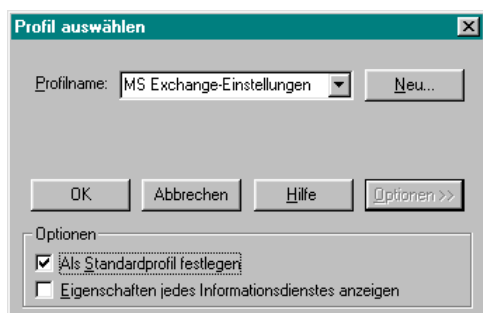 Profil auswählen
Profilname: MS Exchange-Einstellungen Neu...
OK Abbrechen Hilfe Optionen >>
Optionen
Als Standardprofil festlegen
Eigenschaften jedes Informationsdienstes anzeigen